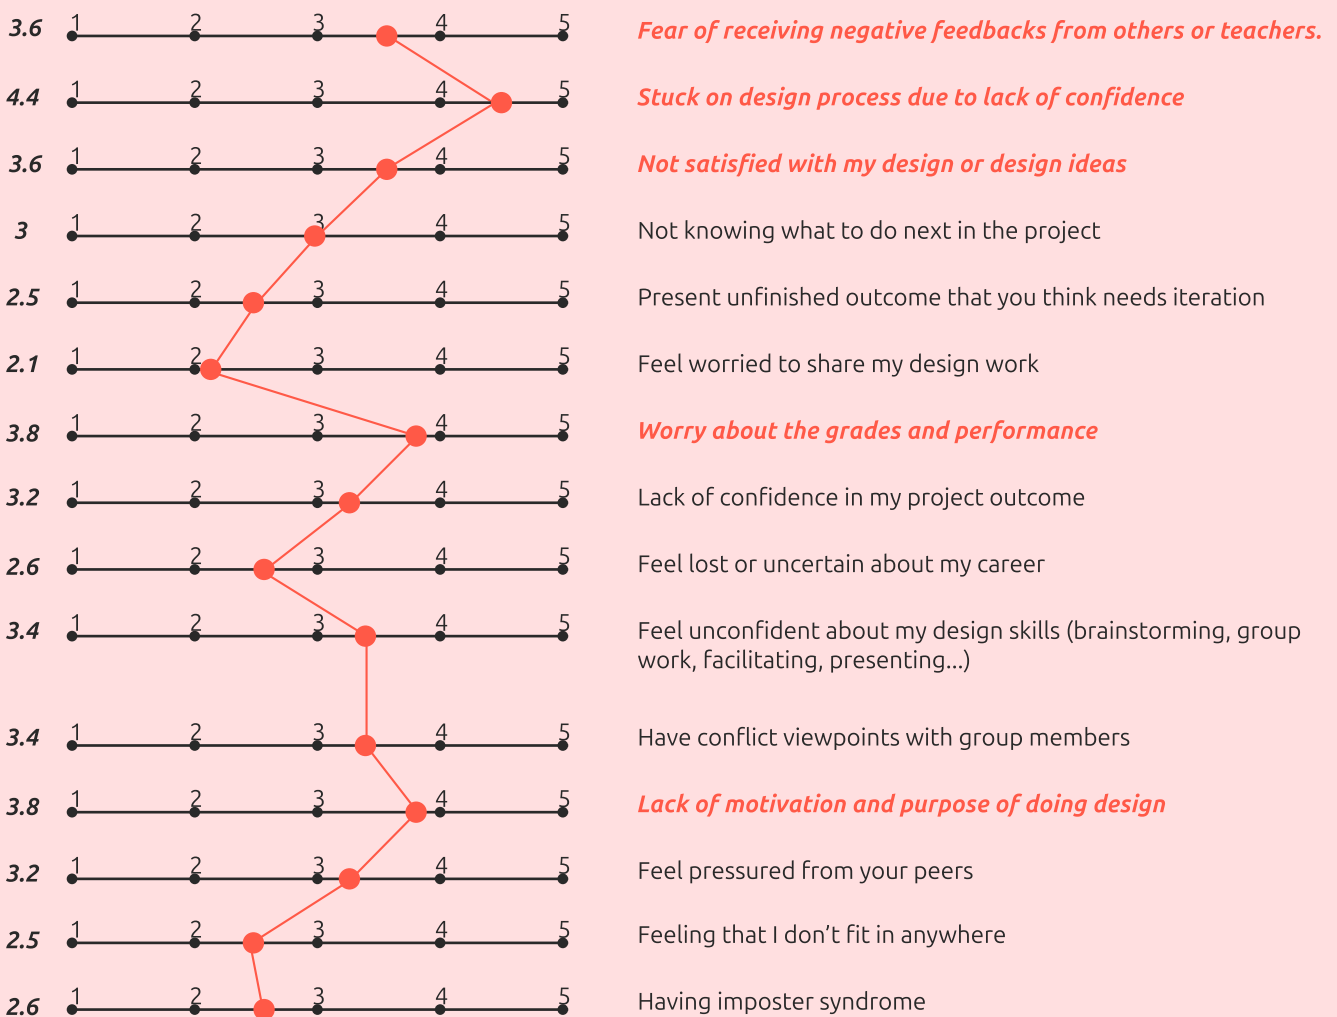 3.6 1 2 3 4 5 Fear of receiving negative feedbacks from others or teachers.
4.4 1 2 3 4 5 Stuck on design process due to lack of confidence
3.6 1 2 3 4 5 Not satisfied with my design or design ideas
3 1 2 3 4 5 Not knowing what to do next in the project
2.5 1 2 3 4 5 Present unfinished outcome that you think needs iteration
2.1 1 2 3 4 5 Feel worried to share my design work
3.8 1 2 3 4 5 Worry about the grades and performance
3.2 1 2 3 4 5 Lack of confidence in my project outcome
2.6 1 2 3 4 5 Feel lost or uncertain about my career
3.4 1 2 3 4 5 Feel unconfident about my design skills (brainstorming, group
work, facilitating, presenting...)
3.4 1 2 3 4 5 Have conflict viewpoints with group members
3.8 1 2 3 4 5 Lack of motivation and purpose of doing design
3.2 1 2 3 4 5 Feel pressured from your peers
2.5 1 2 3 4 5 Feeling that I don’t fit in anywhere
2.6 1 2 3 4 5 Having imposter syndrome